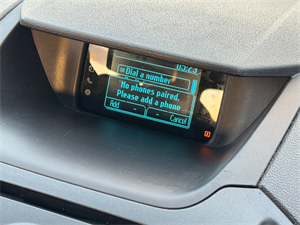 Dial a number
No phones paired.
Please add a phone
Add
Cancel